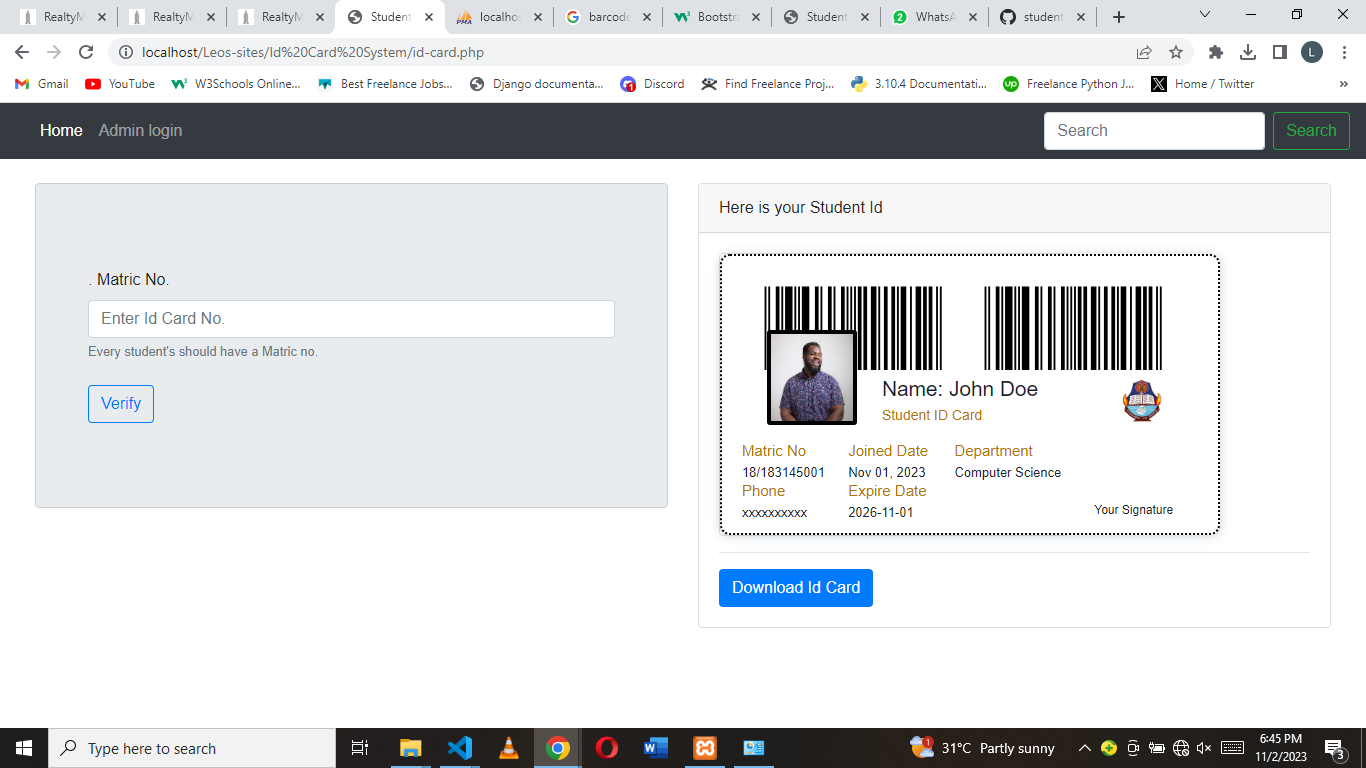 RealtyM
RealtyM
RealtyM
Student
localhos
barcode
Bootstra
Student
WhatsA
student
localhost/Leos-sites/Id%20Card%20System/id-card.php
L
Gmail
YouTube
W3Schools Online...
Best Freelance Jobs...
Django documenta...
Discord
Find Freelance Proj...
3.10.4 Documentati...
Freelance Python J...
Home / Twitter
»
Home
Admin login
Search
Search
. Matric No.
Enter Id Card No.
Every student's should have a Matric no.
Verify
Here is your Student Id
Name: John Doe
Student ID Card
Matric No
Joined Date
Department
18/183145001
Nov 01, 2023
Computer Science
Phone
Expire Date
xxxxxxxxxx
2026-11-01
Your Signature
Download Id Card
Type here to search
31°C Partly sunny
6:45 PM
11/2/2023
3